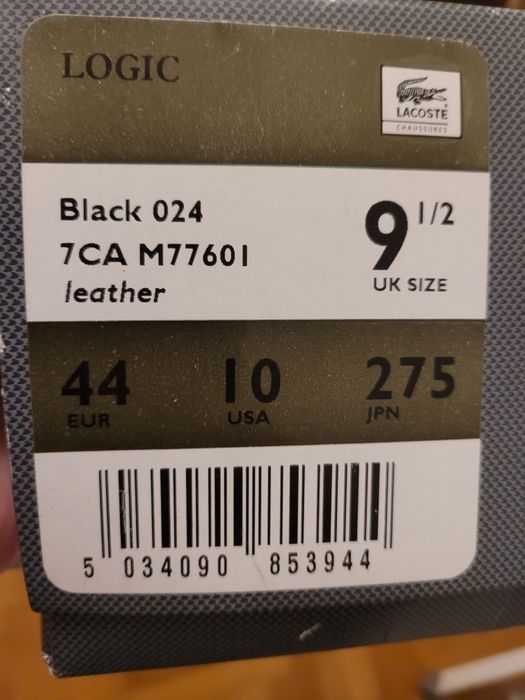 LOGIC
LACOSTE
CHAUSSURES
Black 024
7CA M77601
leather
9 1/2
UK SIZE
44
EUR
10
USA
275
JPN
5 034090 853944